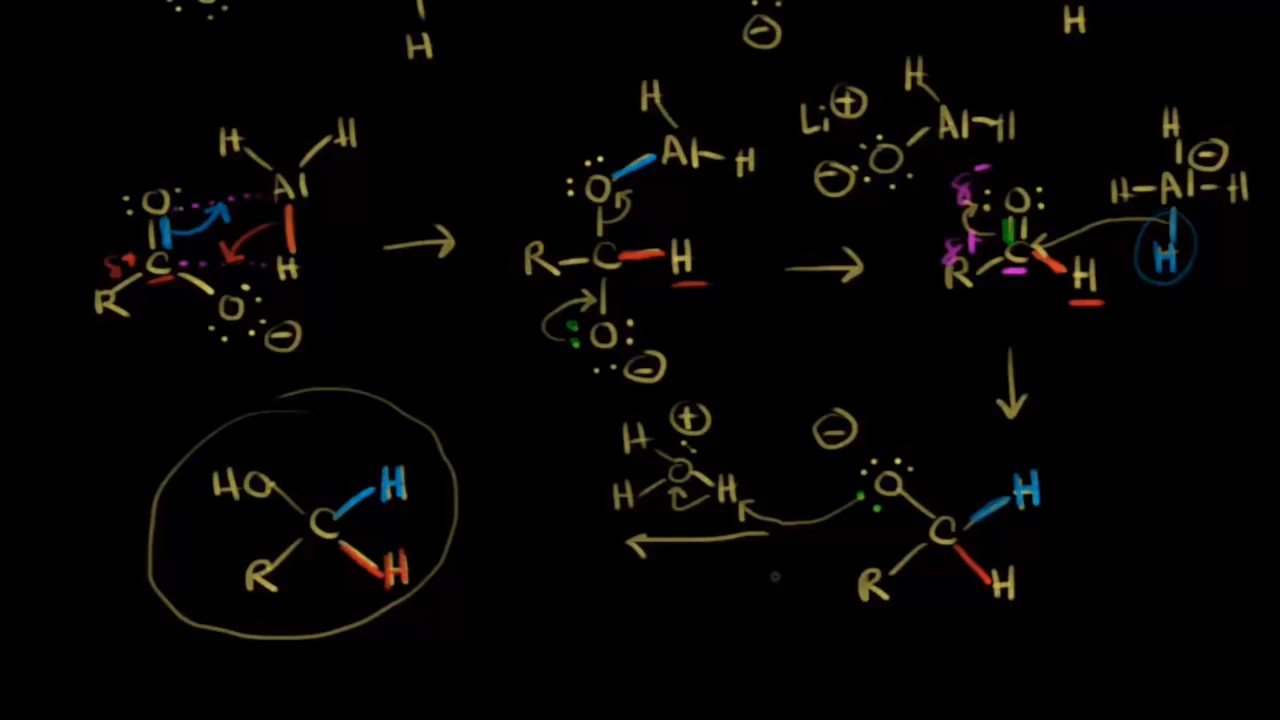 H
⊖
H
H H
:O: Al
δ+ C H
R O ⊖
H
:O Al H
R C H
O: ⊖
Li⊕ H
⊖ :O: Al H
δ- :O:
δ+ C
R H
H
H Al H ⊖
H
HO H
C
R H
H ⊕
O
H H
⊖
O H
C
R H